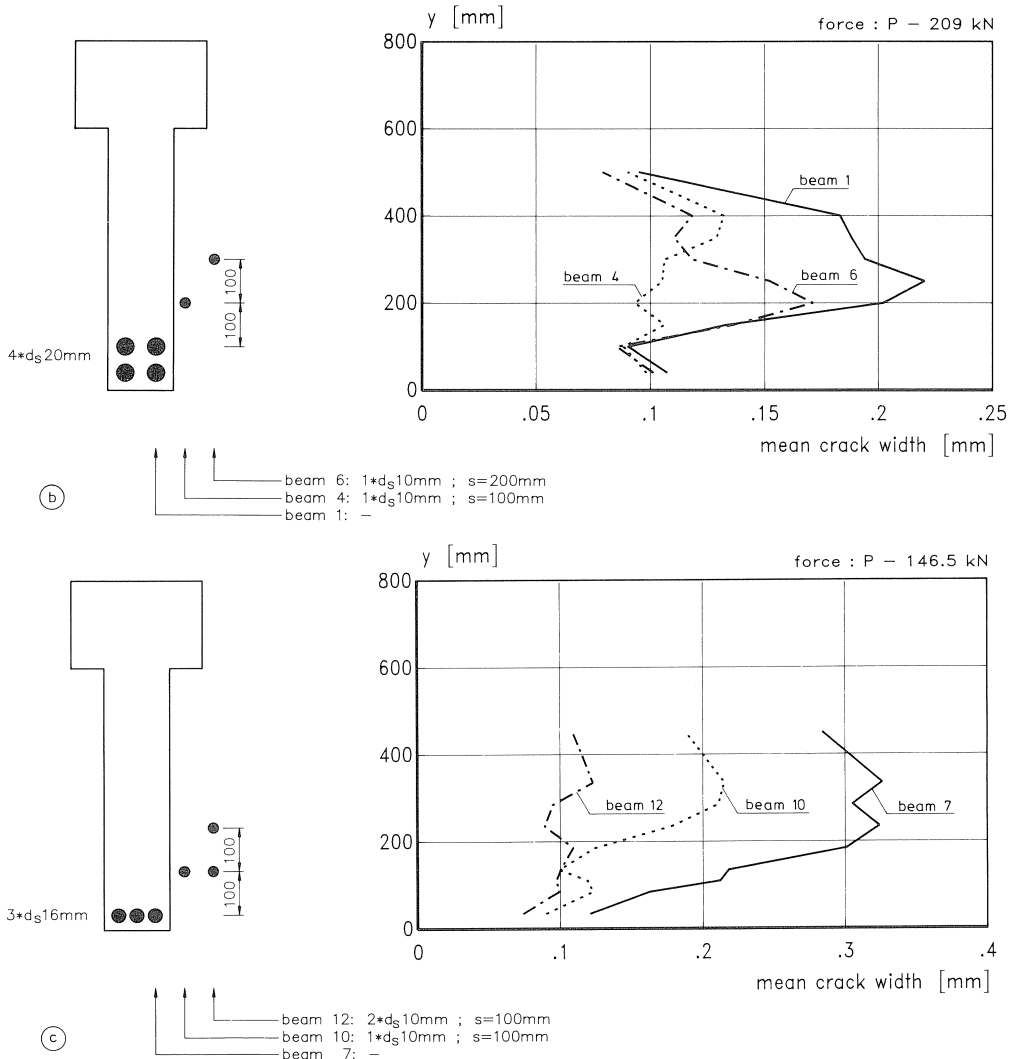 y [mm]
force : P – 209 kN
800
600
400
200
0
0 .05 .1 .15 .2 .25
mean crack width [mm]
beam 1
beam 4
beam 6
100
100
4*ds20mm
beam 6: 1*ds10mm ; s=200mm
beam 4: 1*ds10mm ; s=100mm
beam 1: –
b
y [mm]
force : P – 146.5 kN
800
600
400
200
0
0 .1 .2 .3 .4
mean crack width [mm]
beam 12
beam 10
beam 7
100
100
3*ds16mm
beam 12: 2*ds10mm ; s=100mm
beam 10: 1*ds10mm ; s=100mm
beam 7: –
c